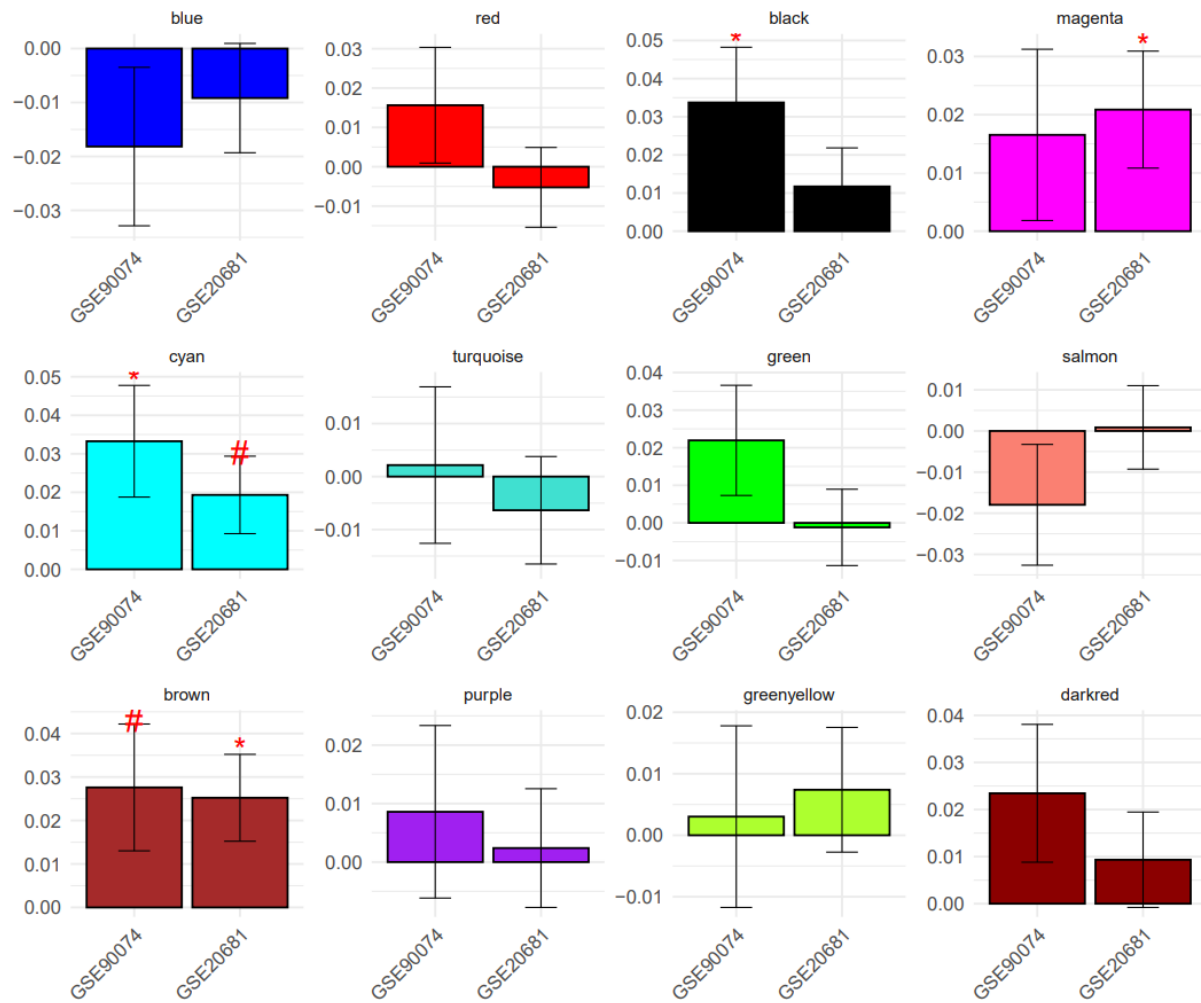 blue
red
black
magenta
0.00
−0.01
−0.02
−0.03
0.03
0.02
0.01
0.00
−0.01
*
0.05
0.04
0.03
0.02
0.01
0.00
*
0.03
0.02
0.01
0.00
GSE90074
GSE20681
GSE90074
GSE20681
GSE90074
GSE20681
GSE90074
GSE20681
cyan
turquoise
green
salmon
*
#
0.05
0.04
0.03
0.02
0.01
0.00
0.01
0.00
−0.01
0.04
0.03
0.02
0.01
0.00
−0.01
0.01
0.00
−0.01
−0.02
−0.03
GSE90074
GSE20681
GSE90074
GSE20681
GSE90074
GSE20681
GSE90074
GSE20681
brown
purple
greenyellow
darkred
#
*
0.04
0.03
0.02
0.01
0.00
0.02
0.01
0.00
0.02
0.01
0.00
−0.01
0.04
0.03
0.02
0.01
0.00
GSE90074
GSE20681
GSE90074
GSE20681
GSE90074
GSE20681
GSE90074
GSE20681